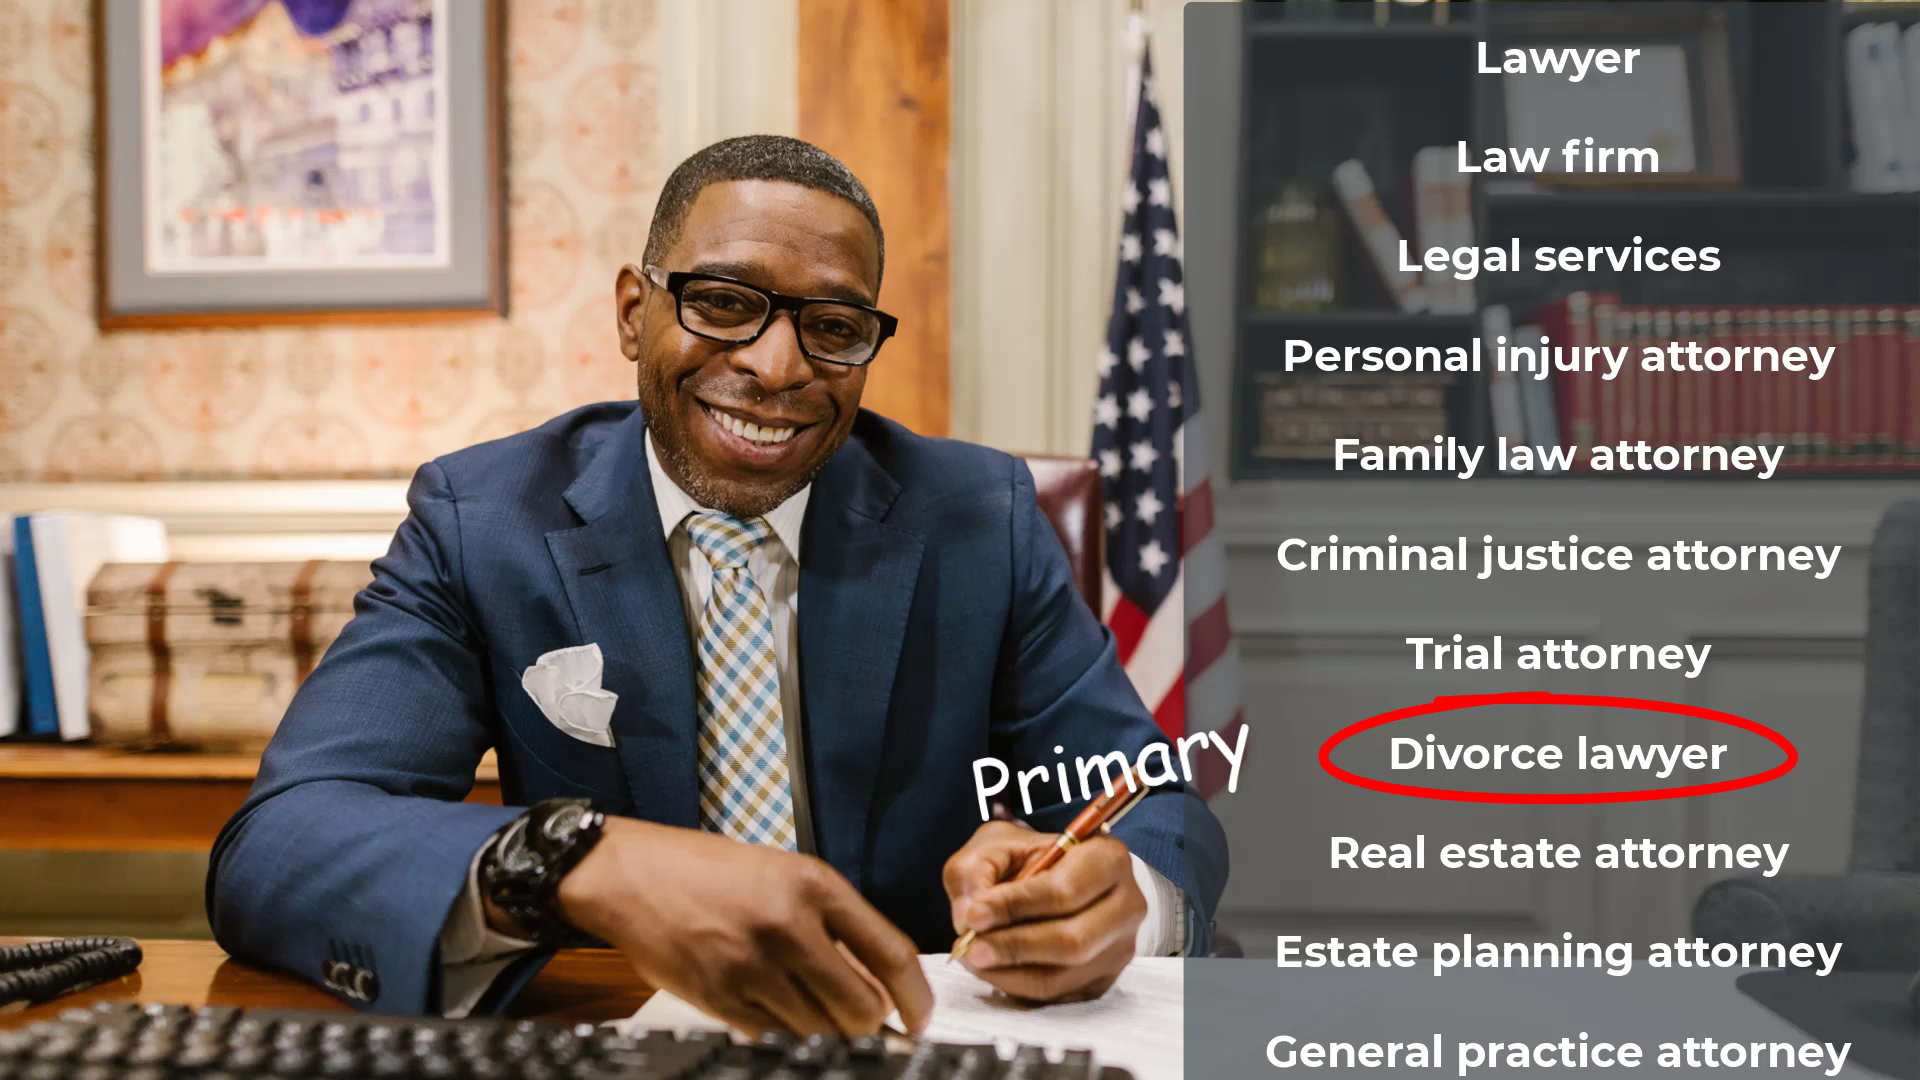 Lawyer
Law firm
Legal services
Personal injury attorney
Family law attorney
Criminal justice attorney
Trial attorney
Primary
Divorce lawyer
Real estate attorney
Estate planning attorney
General practice attorney